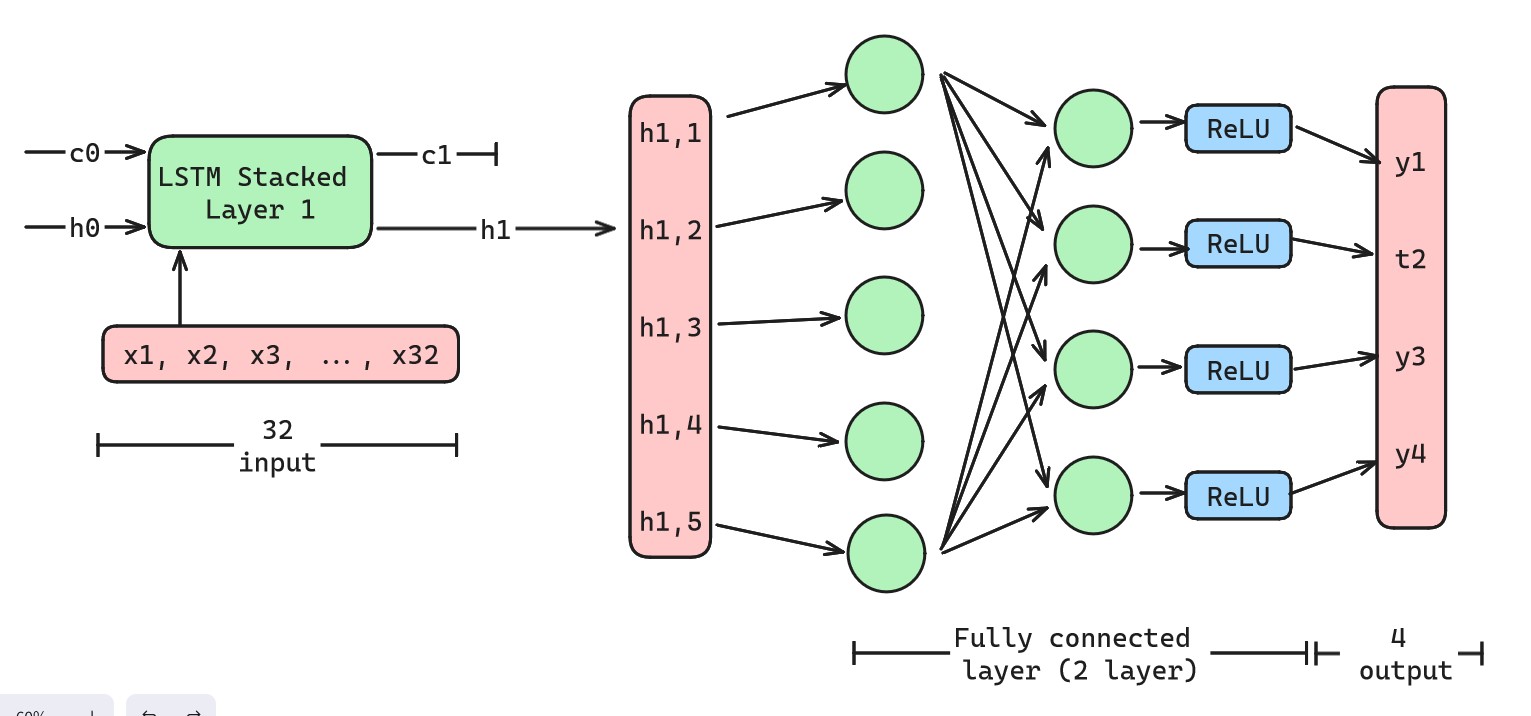 c0
h0
LSTM Stacked
Layer 1
c1
h1
x1, x2, x3, ..., x32
32
input
h1,1
h1,2
h1,3
h1,4
h1,5
ReLU
ReLU
ReLU
ReLU
y1
t2
y3
y4
Fully connected
layer (2 layer)
4
output